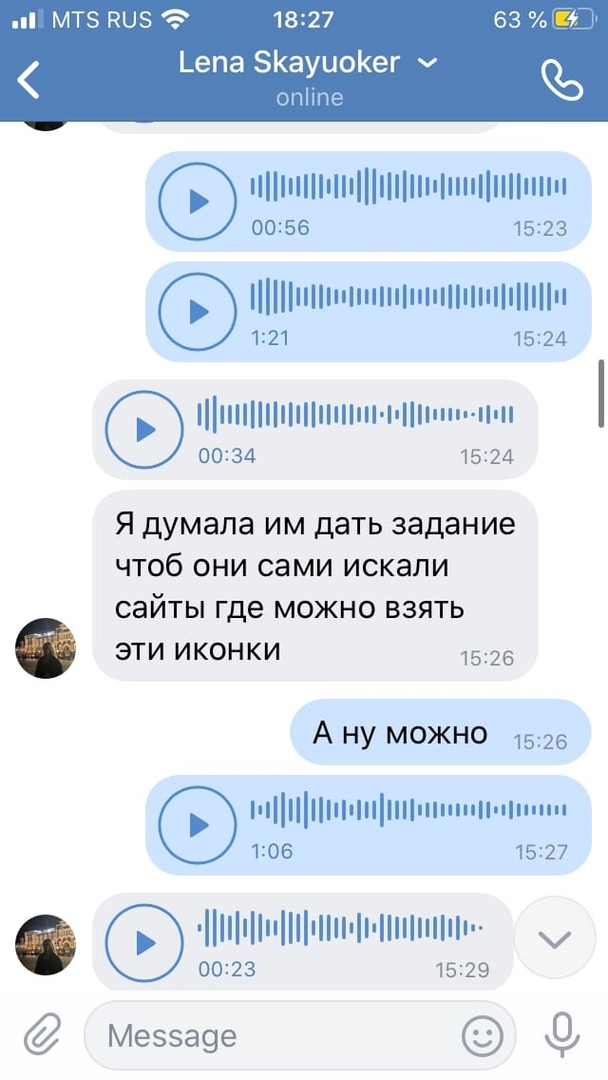 MTS RUS 18:27 63 %
Lena Skayuoker
online
00:56 15:23
1:21 15:24
00:34 15:24
Я думала им дать задание
чтоб они сами искали
сайты где можно взять
эти иконки 15:26
А ну можно 15:26
1:06 15:27
00:23 15:29
Message